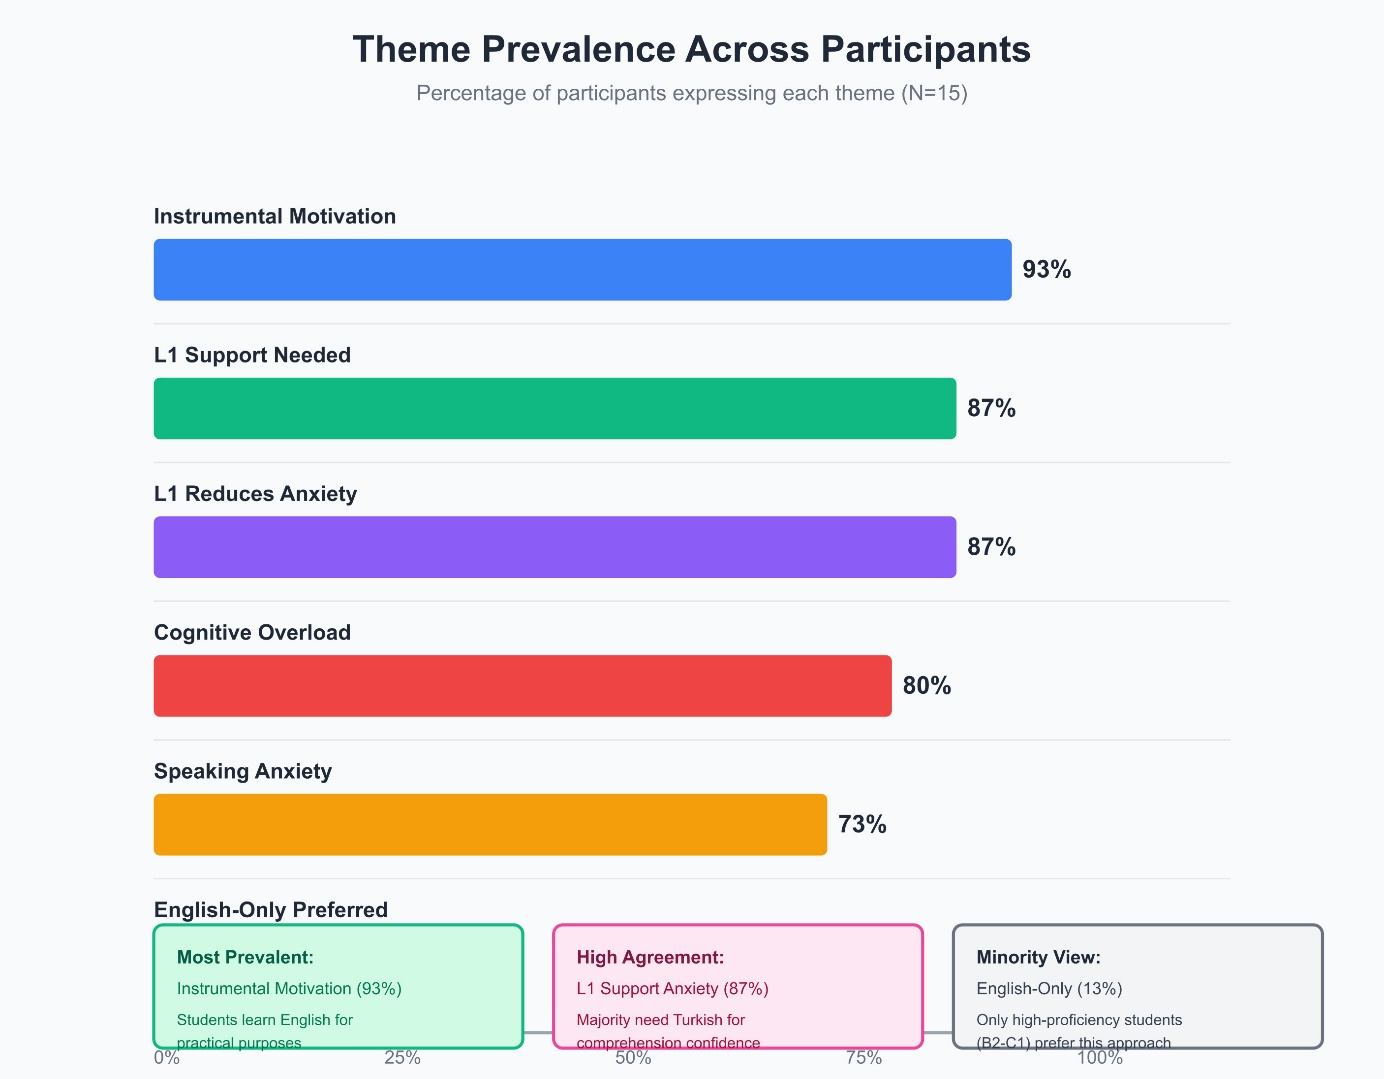 Theme Prevalence Across Participants
Percentage of participants expressing each theme (N=15)
Instrumental Motivation
93%
L1 Support Needed
87%
L1 Reduces Anxiety
87%
Cognitive Overload
80%
Speaking Anxiety
73%
English-Only Preferred
Most Prevalent:
Instrumental Motivation (93%)
Students learn English for
practical purposes
High Agreement:
L1 Support Anxiety (87%)
Majority need Turkish for
comprehension confidence
Minority View:
English-Only (13%)
Only high-proficiency students
(B2-C1) prefer this approach
0% 25% 50% 75% 100%